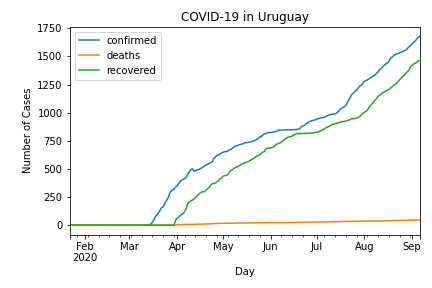 COVID-19 in Uruguay
1750
1500
1250
1000
750
500
250
0
Number of Cases
confirmed
deaths
recovered
Feb Mar Apr May Jun Jul Aug Sep
2020
Day